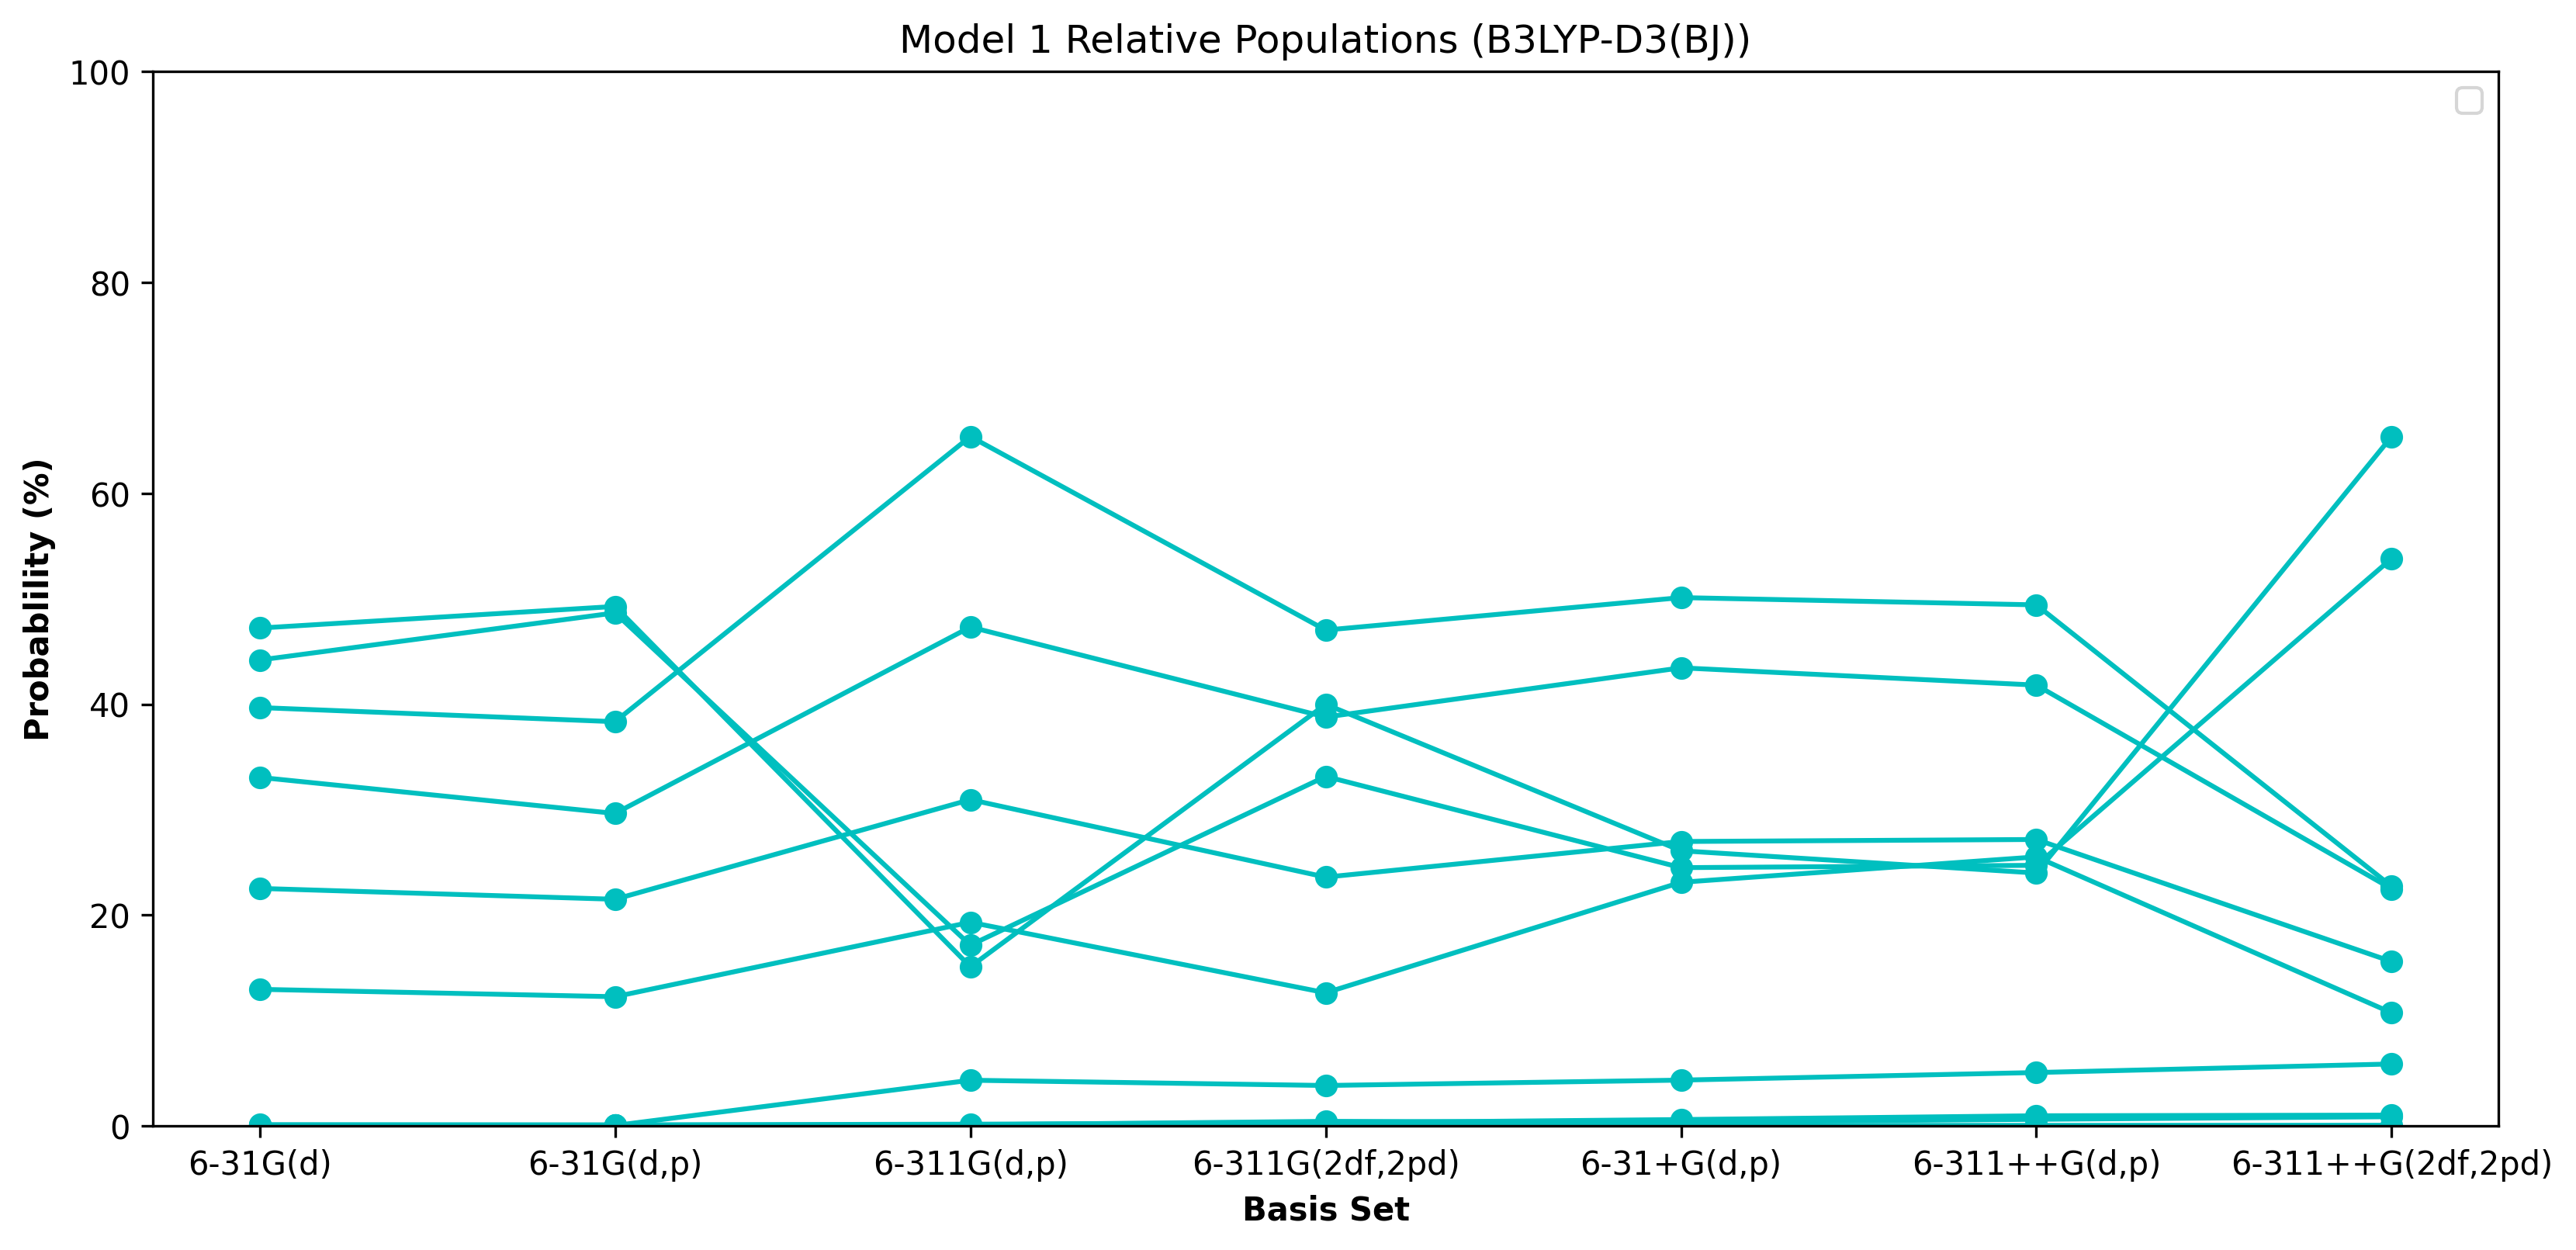 Model 1 Relative Populations (B3LYP-D3(BJ))
100
80
60
40
20
0
Probablility (%)
6-31G(d) 6-31G(d,p) 6-311G(d,p) 6-311G(2df,2pd) 6-31+G(d,p) 6-311++G(d,p) 6-311++G(2df,2pd)
Basis Set